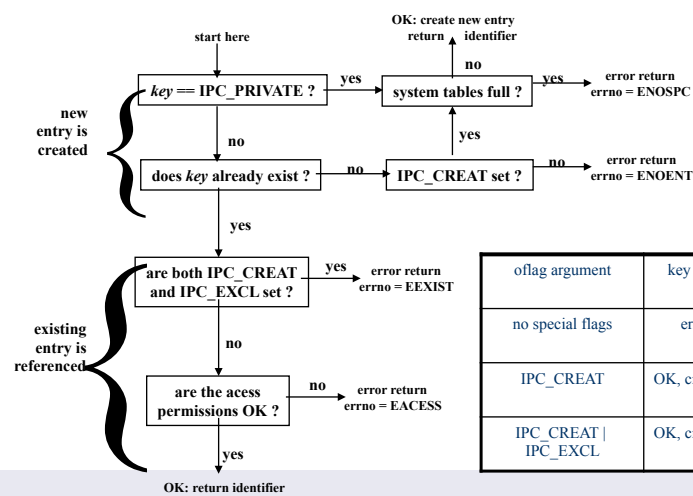 OK: create new entry
return identifier
start here
no
key == IPC_PRIVATE ?
yes
system tables full ?
yes
error return
errno = ENOSPC
new
entry is
created
no
yes
does key already exist ?
no
IPC_CREAT set ?
no
error return
errno = ENOENT
yes
are both IPC_CREAT
and IPC_EXCL set ?
yes
error return
errno = EEXIST
existing
entry is
referenced
no
are the acess
permissions OK ?
no
error return
errno = EACESS
yes
OK: return identifier
oflag argument
key
no special flags
er
IPC_CREAT
OK, c
IPC_CREAT |
IPC_EXCL
OK, c